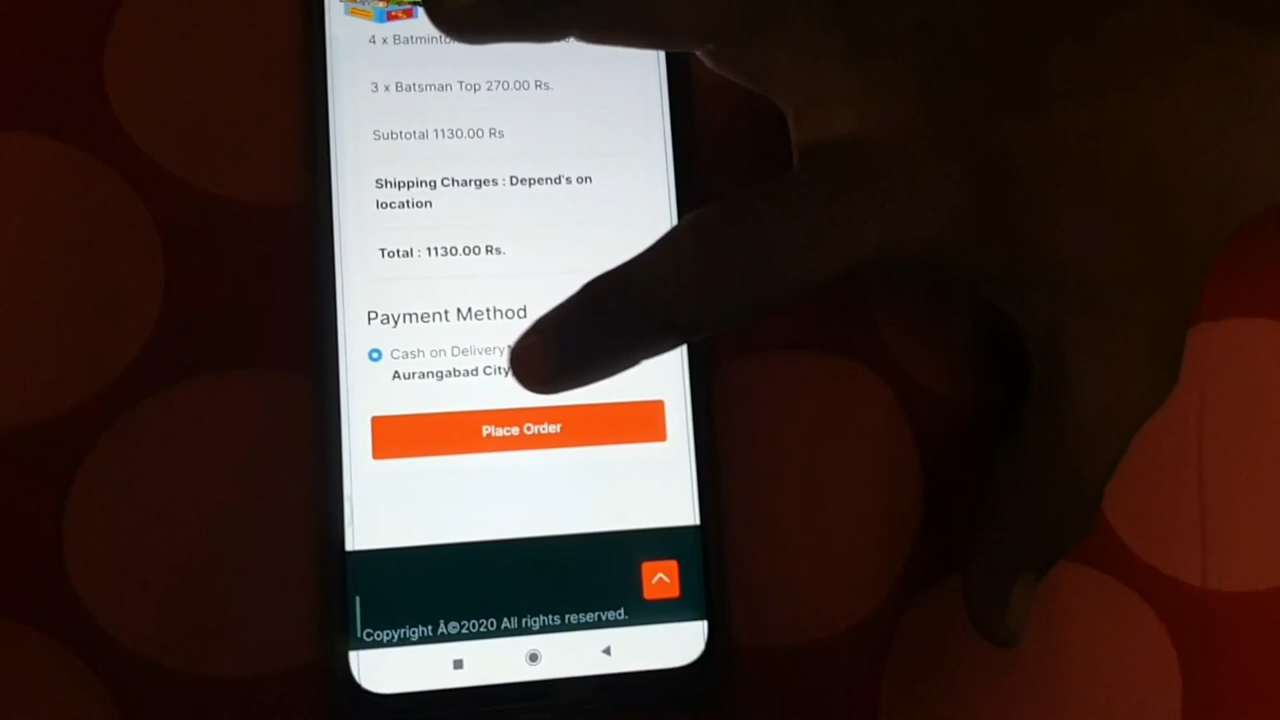 4 x Batminto
3 x Batsman Top 270.00 Rs.
Subtotal 1130.00 Rs
Shipping Charges : Depend's on
location
Total : 1130.00 Rs.
Payment Method
Cash on Delivery
Aurangabad City
Place Order
Copyright Â©2020 All rights reserved.